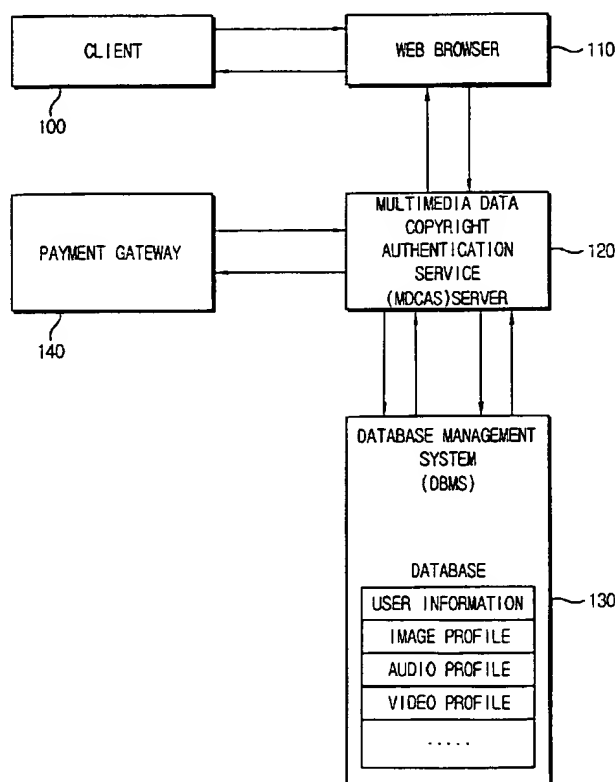 CLIENT
WEB BROWSER
110
100
PAYMENT GATEWAY
MULTIMEDIA DATA
COPYRIGHT
AUTHENTICATION
SERVICE
(MDCAS)SERVER
120
140
DATABASE MANAGEMENT
SYSTEM
(DBMS)
DATABASE
USER INFORMATION
IMAGE PROFILE
AUDIO PROFILE
VIDEO PROFILE
.....
130